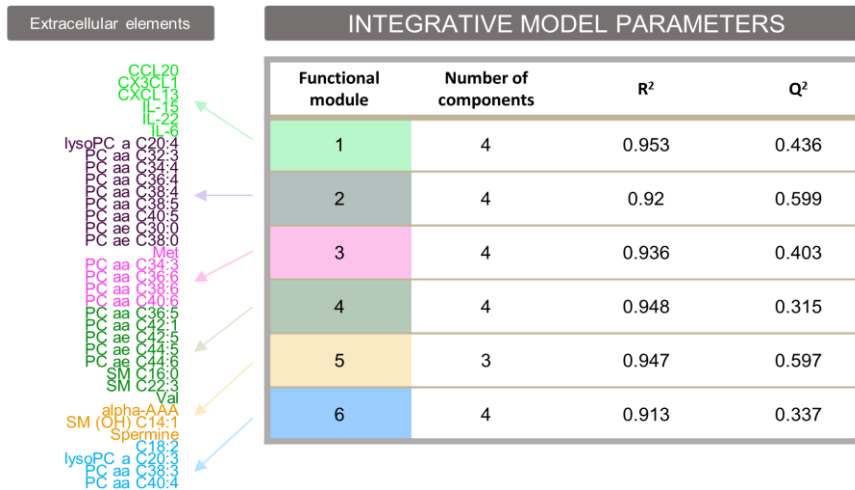 Extracellular elements
INTEGRATIVE MODEL PARAMETERS
CCL20
CX3CL1
CXCL13
IL-15
IL-22
IL-6
lysoPC a C20:4
PC aa C32:3
PC aa C34:4
PC aa C36:4
PC aa C38:4
PC aa C38:5
PC aa C40:5
PC ae C30:0
PC ae C38:0
Met
PC aa C34:3
PC aa C36:6
PC aa C38:6
PC aa C40:6
PC aa C36:5
PC aa C42:1
PC ae C42:5
PC ae C44:5
PC ae C44:6
SM C16:0
SM C22:3
Val
alpha-AAA
SM (OH) C14:1
Spermine
C18:2
lysoPC a C20:3
PC aa C38:3
PC aa C40:4
Functional module Number of components R² Q²
1 4 0.953 0.436
2 4 0.92 0.599
3 4 0.936 0.403
4 4 0.948 0.315
5 3 0.947 0.597
6 4 0.913 0.337